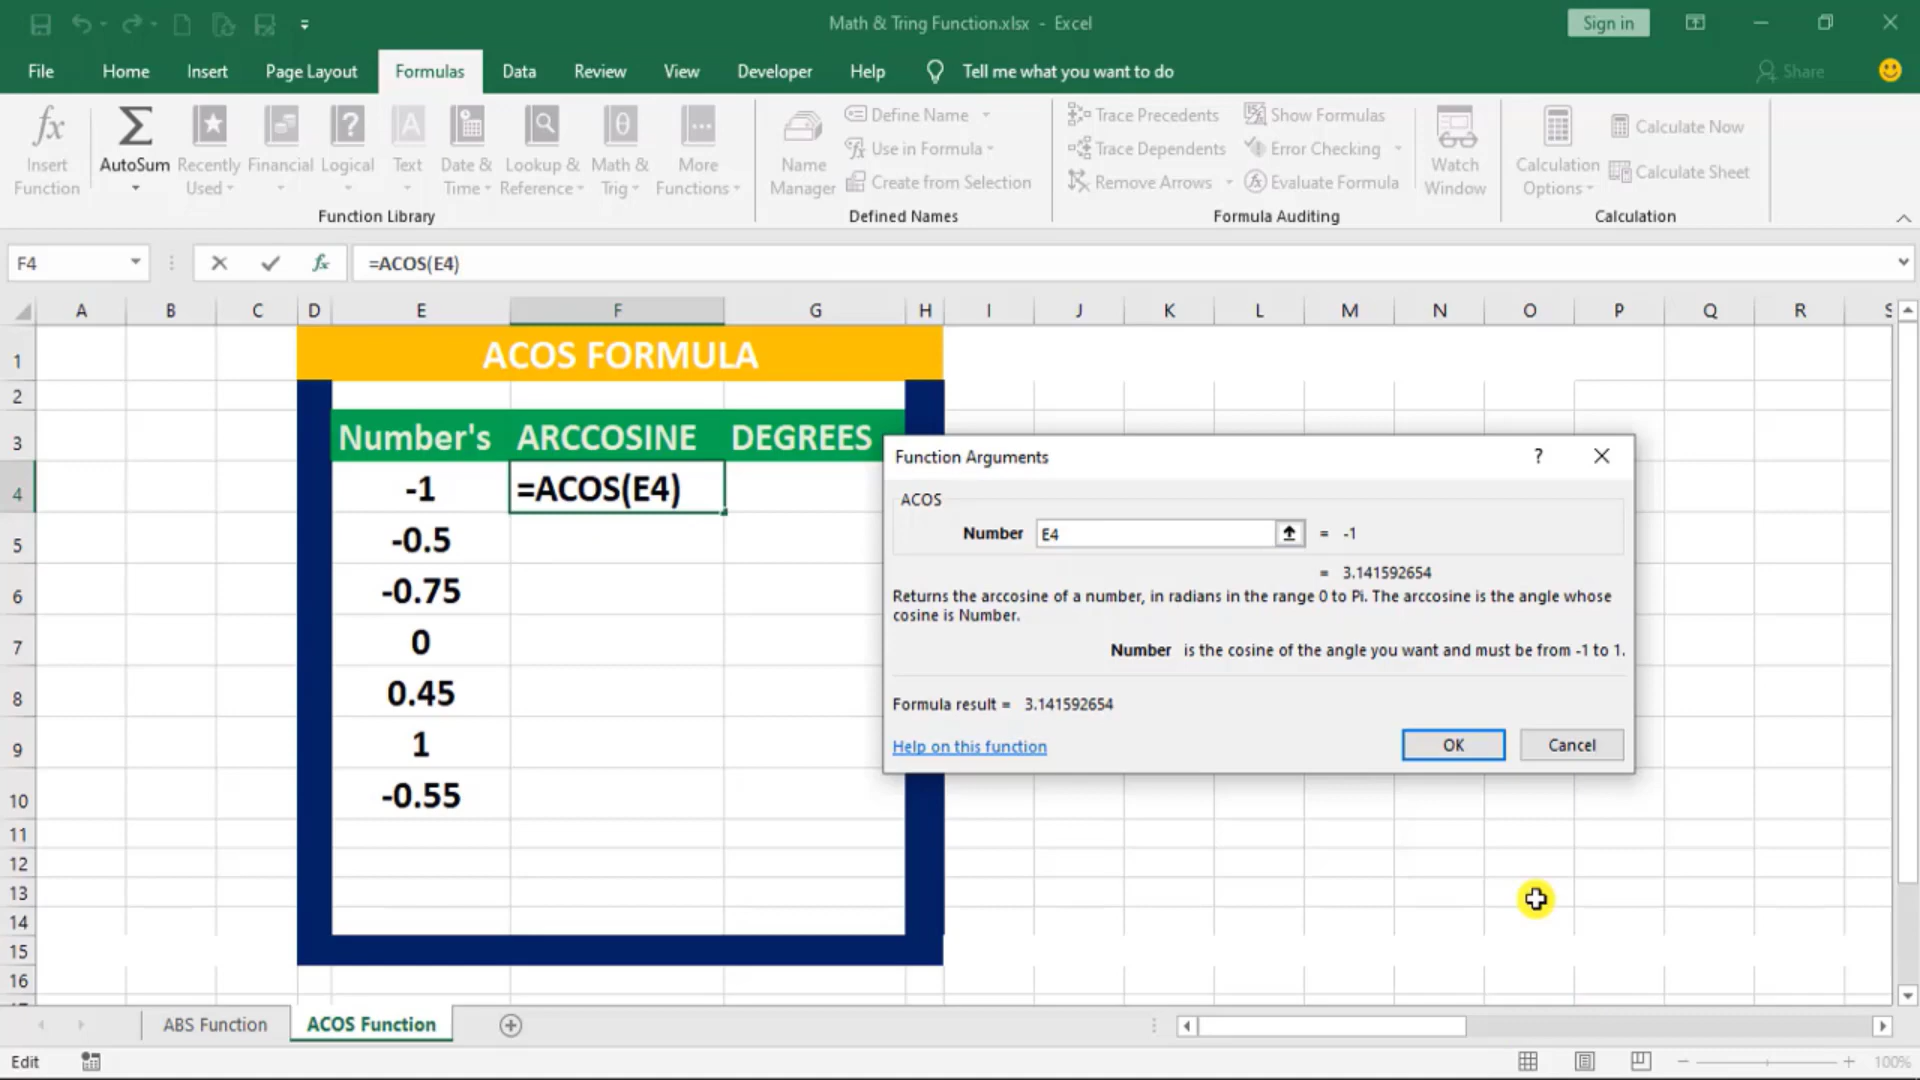 Math & Tring Function.xlsx - Excel
Sign in
File Home Insert Page Layout Formulas Data Review View Developer Help Tell me what you want to do
Share
Insert Function
AutoSum
Recently Used
Financial
Logical
Text
Date & Time
Lookup & Reference
Math & Trig
More Functions
Function Library
Name Manager
Define Name
Use in Formula
Create from Selection
Defined Names
Trace Precedents
Trace Dependents
Remove Arrows
Show Formulas
Error Checking
Evaluate Formula
Formula Auditing
Watch Window
Calculation Options
Calculate Now
Calculate Sheet
Calculation
F4
fx
=ACOS(E4)
A B C D E F G H I J K L M N O P Q R S
1 ACOS FORMULA
2
3 Number's ARCCOSINE DEGREES
4 -1 =ACOS(E4)
5 -0.5
6 -0.75
7 0
8 0.45
9 1
10 -0.55
11
12
13
14
15
16
Function Arguments
?
ACOS
Number E4 = -1
= 3.141592654
Returns the arccosine of a number, in radians in the range 0 to Pi. The arccosine is the angle whose
cosine is Number.
Number is the cosine of the angle you want and must be from -1 to 1.
Formula result = 3.141592654
Help on this function
OK
Cancel
ABS Function ACOS Function
Edit
100%